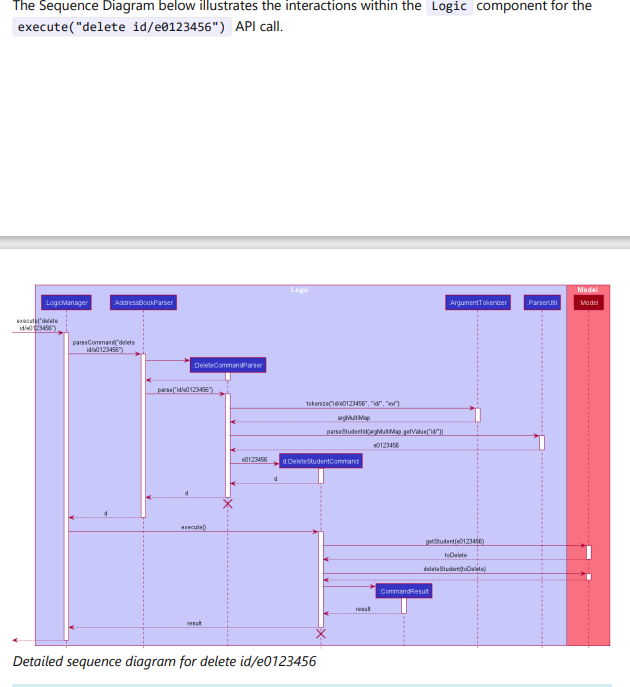 The Sequence Diagram below illustrates the interactions within the Logic component for the
execute("delete id/e0123456") API call.
Logic
Model
:LogicManager
:AddressBookParser
:ArgumentTokenizer
:ParserUtil
:Model
execute("delete
id/e0123456")
parseCommand("delete
id/e0123456")
:DeleteCommandParser
parse("id/e0123456")
tokenize("id/e0123456", "id/", "ev/")
argMultiMap
parseStudentId(argMultiMap.getValue("id/"))
e0123456
e0123456
d:DeleteStudentCommand
d
d
d
execute()
getStudent(e0123456)
toDelete
deleteStudent(toDelete)
:CommandResult
result
result
Detailed sequence diagram for delete id/e0123456